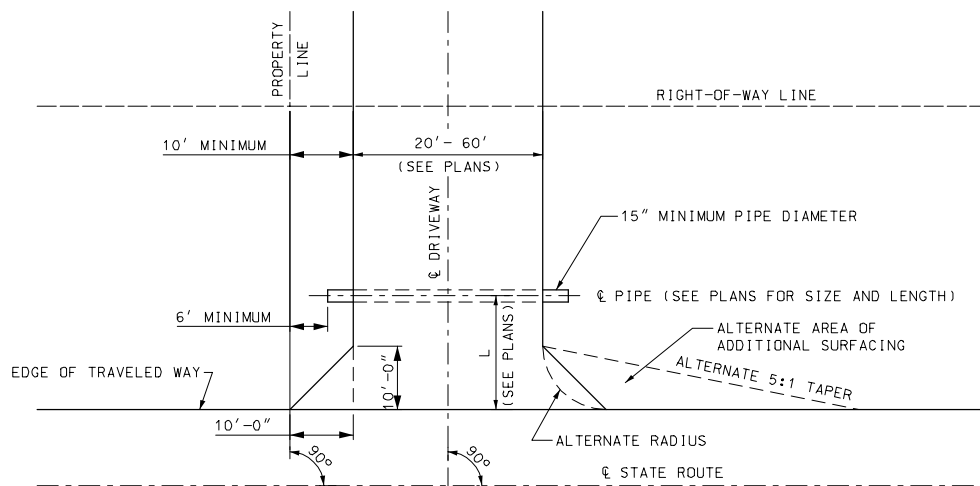 PROPERTY
LINE
RIGHT-OF-WAY LINE
10' MINIMUM
20'- 60'
(SEE PLANS)
℄ DRIVEWAY
15" MINIMUM PIPE DIAMETER
℄ PIPE (SEE PLANS FOR SIZE AND LENGTH)
6' MINIMUM
L
(SEE PLANS)
ALTERNATE AREA OF
ADDITIONAL SURFACING
EDGE OF TRAVELED WAY
10'-0"
ALTERNATE 5:1 TAPER
10'-0"
ALTERNATE RADIUS
90°
90°
℄ STATE ROUTE